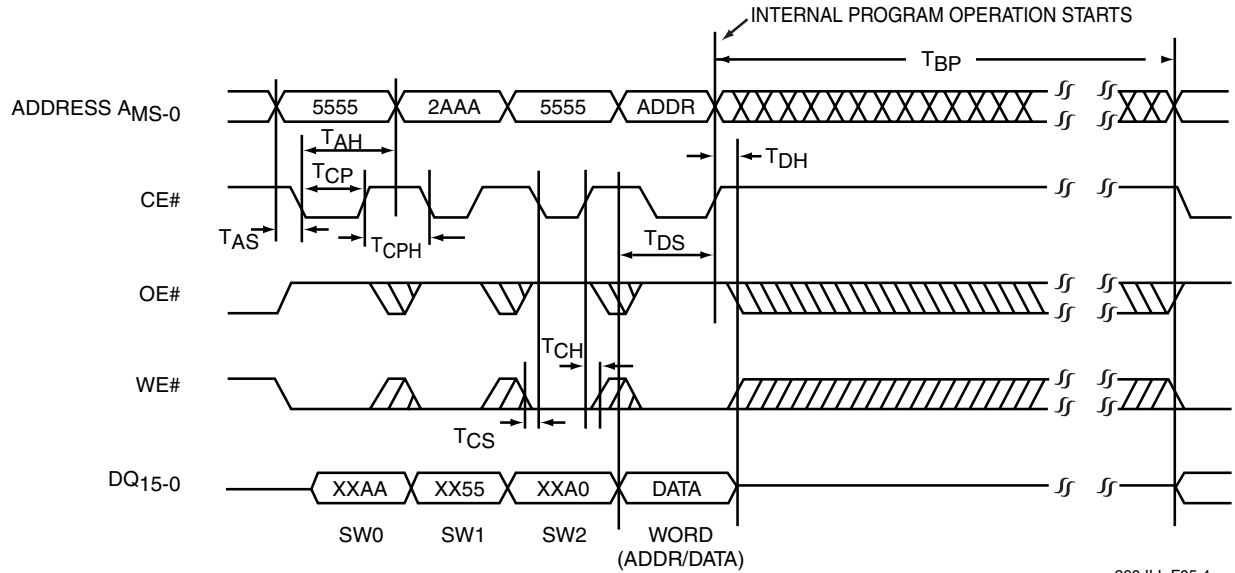 INTERNAL PROGRAM OPERATION STARTS
TBP
ADDRESS AMS-0
5555
2AAA
5555
ADDR
TAH
TDH
TCP
CE#
TAS
TCPH
TDS
OE#
TCH
WE#
TCS
DQ15-0
XXAA
XX55
XXA0
DATA
SW0
SW1
SW2
WORD
(ADDR/DATA)